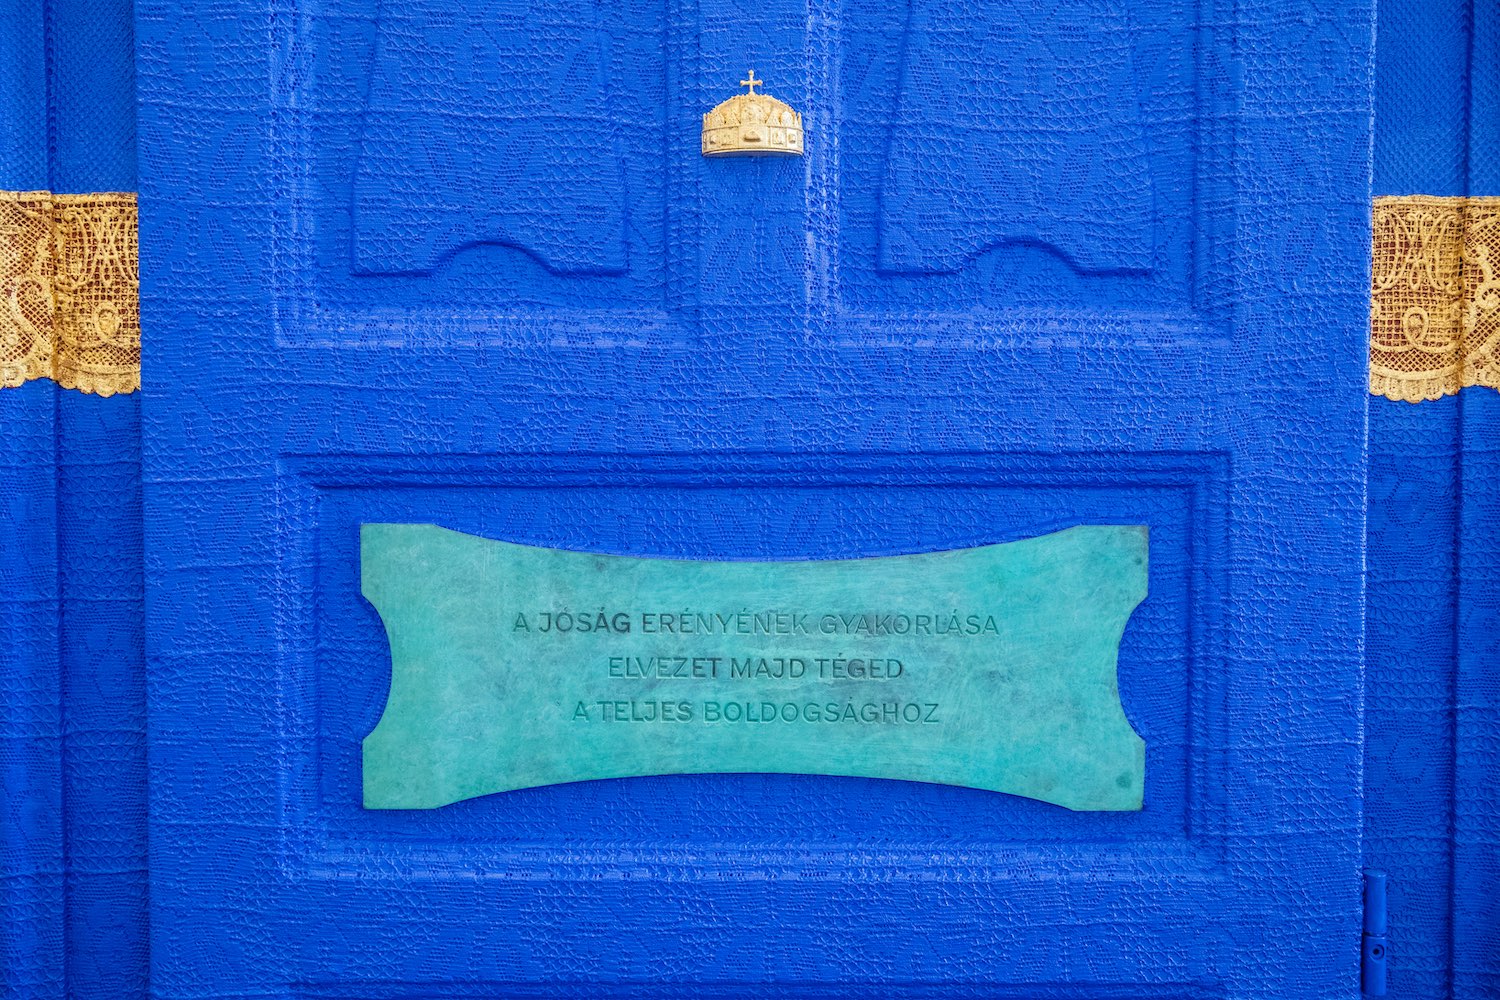 A JÓSÁG ERÉNYÉNEK GYAKORLÁSA
ELVEZET MAJD TÉGED
A TELJES BOLDOGSÁGHOZ